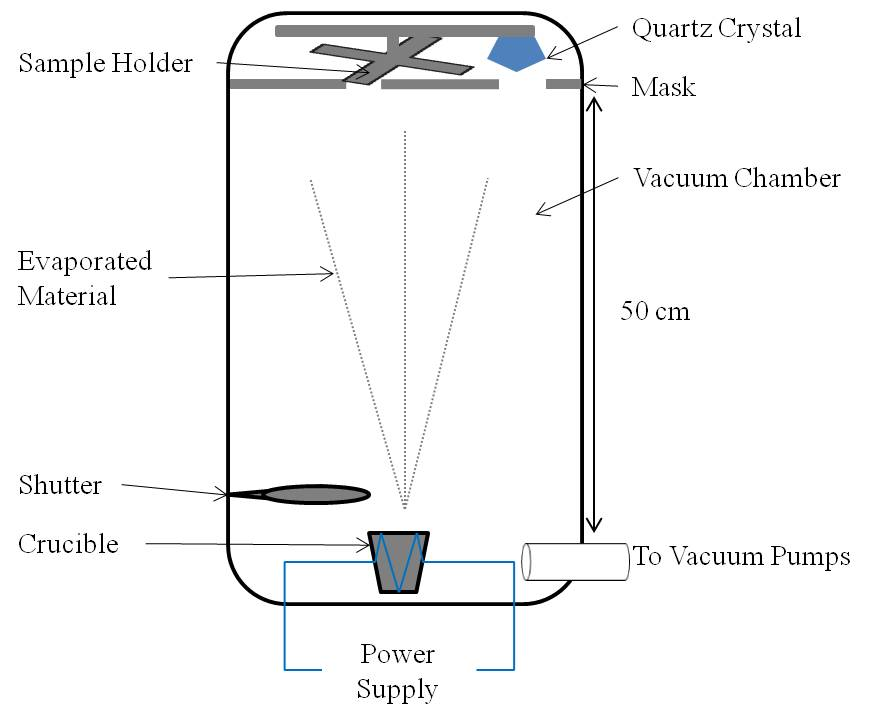 Quartz Crystal
Sample Holder
Mask
Vacuum Chamber
Evaporated
Material
50 cm
Shutter
Crucible
To Vacuum Pumps
Power
Supply